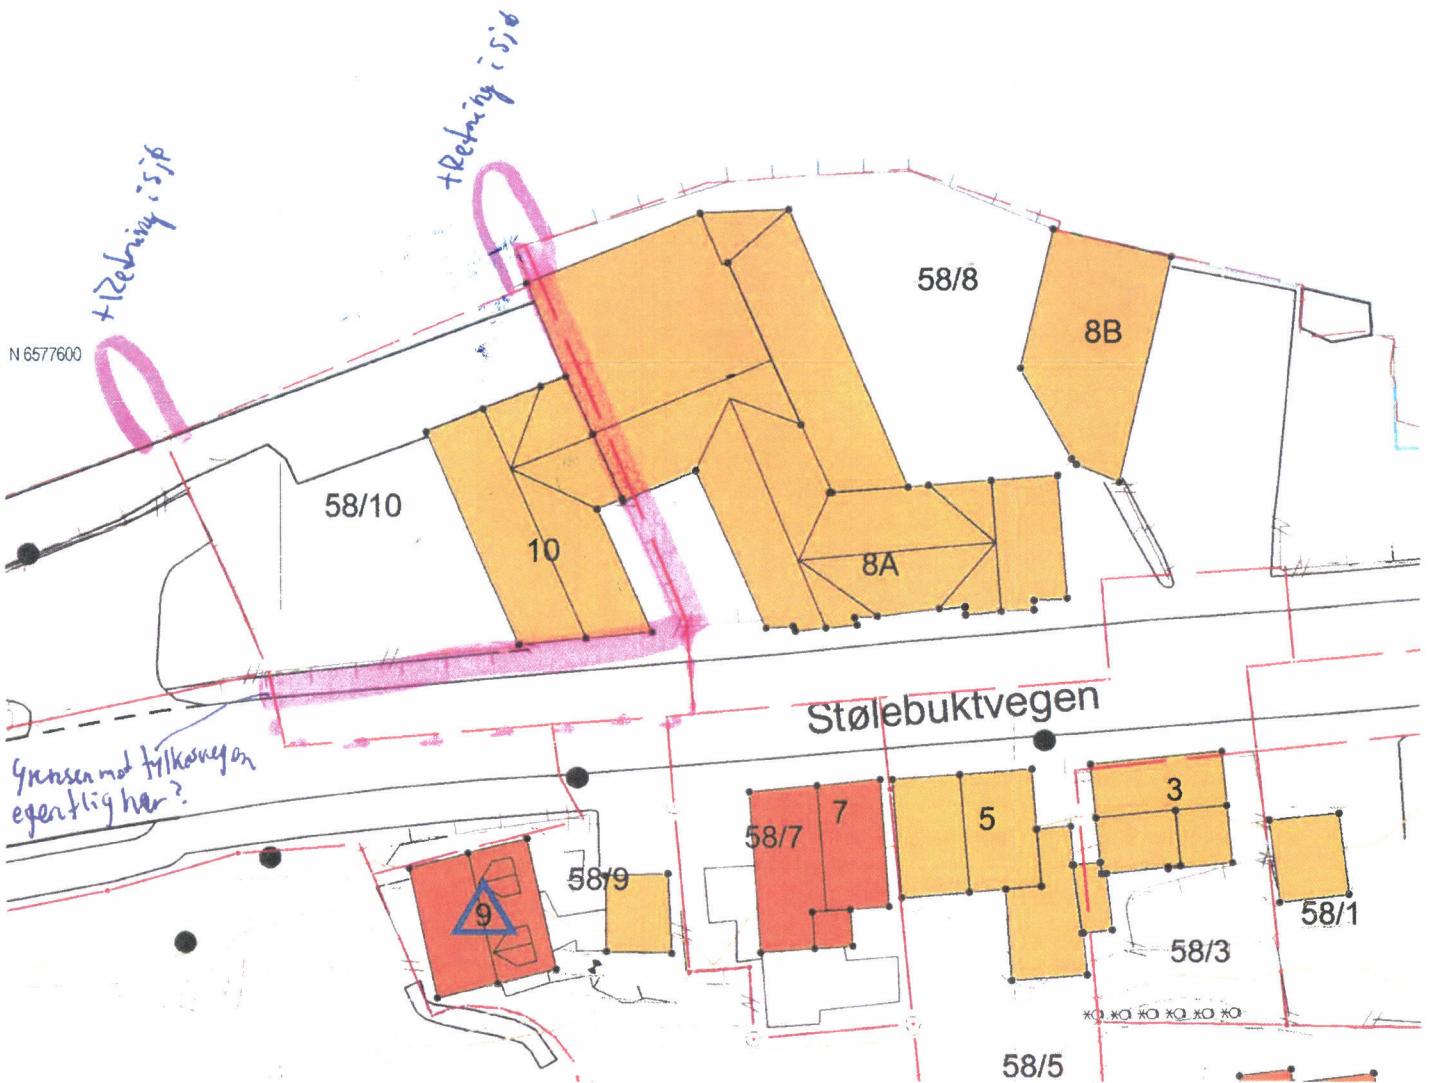 +Retning i sjø
+Retning i sjø
58/8
8B
N 6577600
58/10
10
8A
Stølebuktvegen
Grensen mot fylkesvegen
egentlig her?
3
7
5
58/7
58/9
9
58/1
58/3
58/5